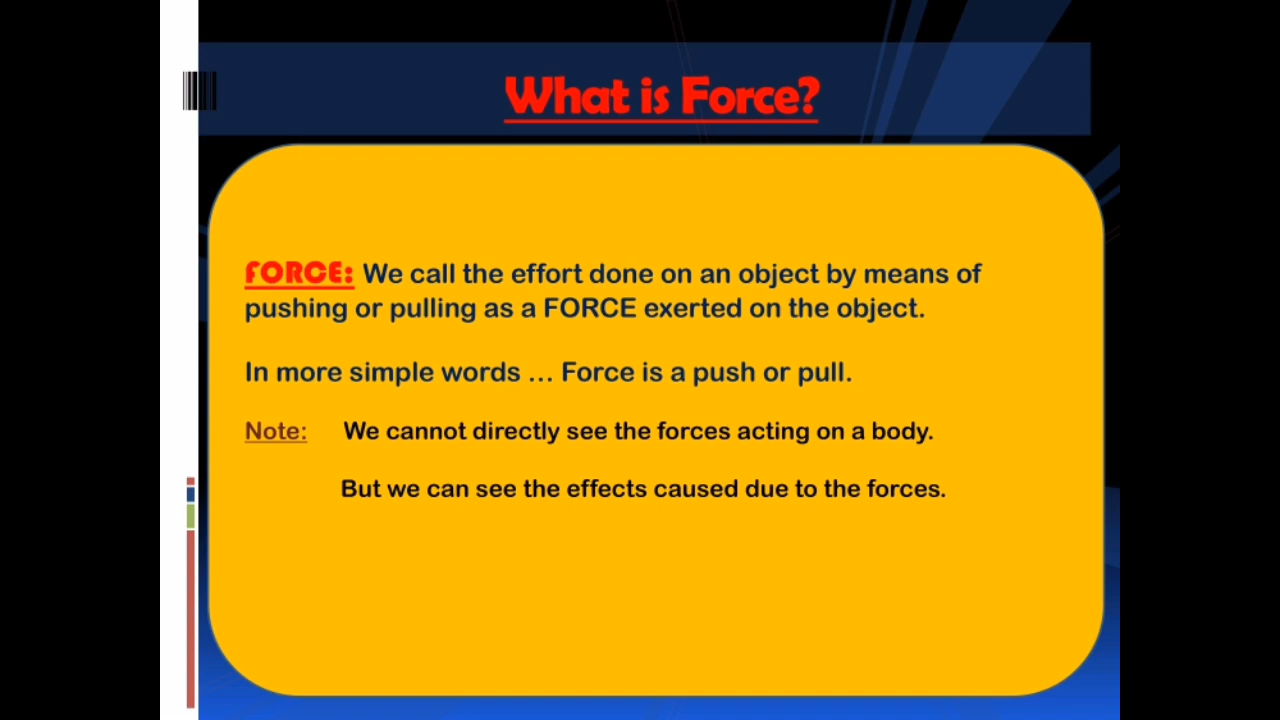 What is Force?
FORCE: We call the effort done on an object by means of
pushing or pulling as a FORCE exerted on the object.
In more simple words ... Force is a push or pull.
Note: We cannot directly see the forces acting on a body.
But we can see the effects caused due to the forces.